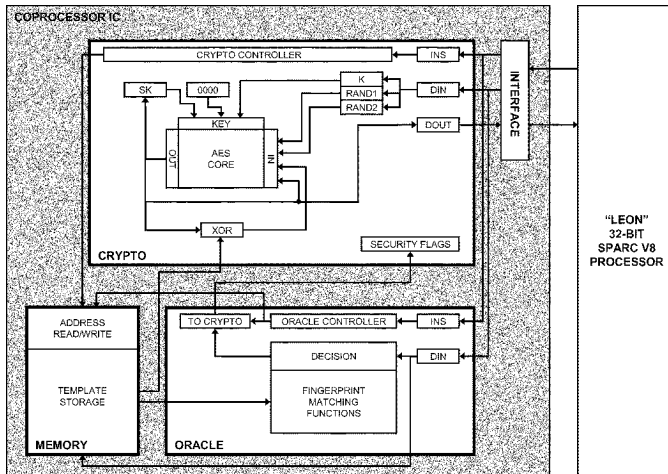 COPROCESSOR IC
CRYPTO CONTROLLER
INS
INTERFACE
SK
0000
K
RAND1
RAND2
DIN
KEY
OUT
AES
CORE
IN
DOUT
XOR
SECURITY FLAGS
CRYPTO
"LEON"
32-BIT
SPARC V8
PROCESSOR
ADDRESS
READ/WRITE
TEMPLATE
STORAGE
MEMORY
TO CRYPTO
ORACLE CONTROLLER
INS
DECISION
DIN
FINGERPRINT
MATCHING
FUNCTIONS
ORACLE